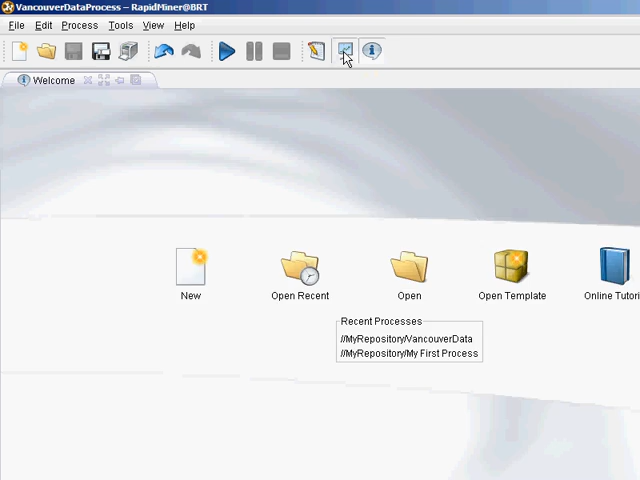 VancouverDataProcess – RapidMiner@BRT
File Edit Process Tools View Help
Welcome
New Open Recent Open Open Template Online Tutori
Recent Processes
//MyRepository/VancouverData
//MyRepository/My First Process